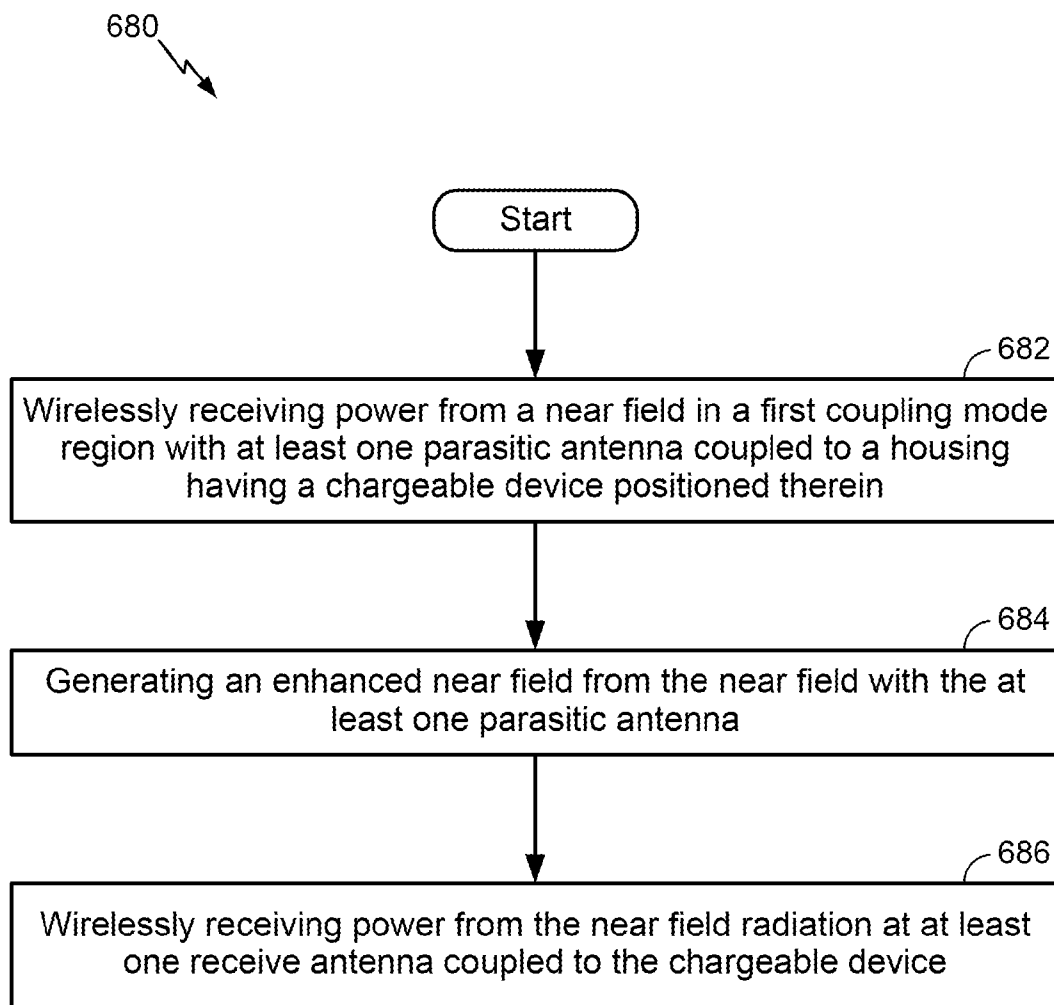 680
Start
682
Wirelessly receiving power from a near field in a first coupling mode
region with at least one parasitic antenna coupled to a housing
having a chargeable device positioned therein
684
Generating an enhanced near field from the near field with the at
least one parasitic antenna
686
Wirelessly receiving power from the near field radiation at at least
one receive antenna coupled to the chargeable device